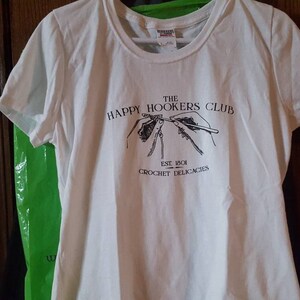 THE
HAPPY HOOKERS CLUB
EST. 1801
CROCHET DELICACIES